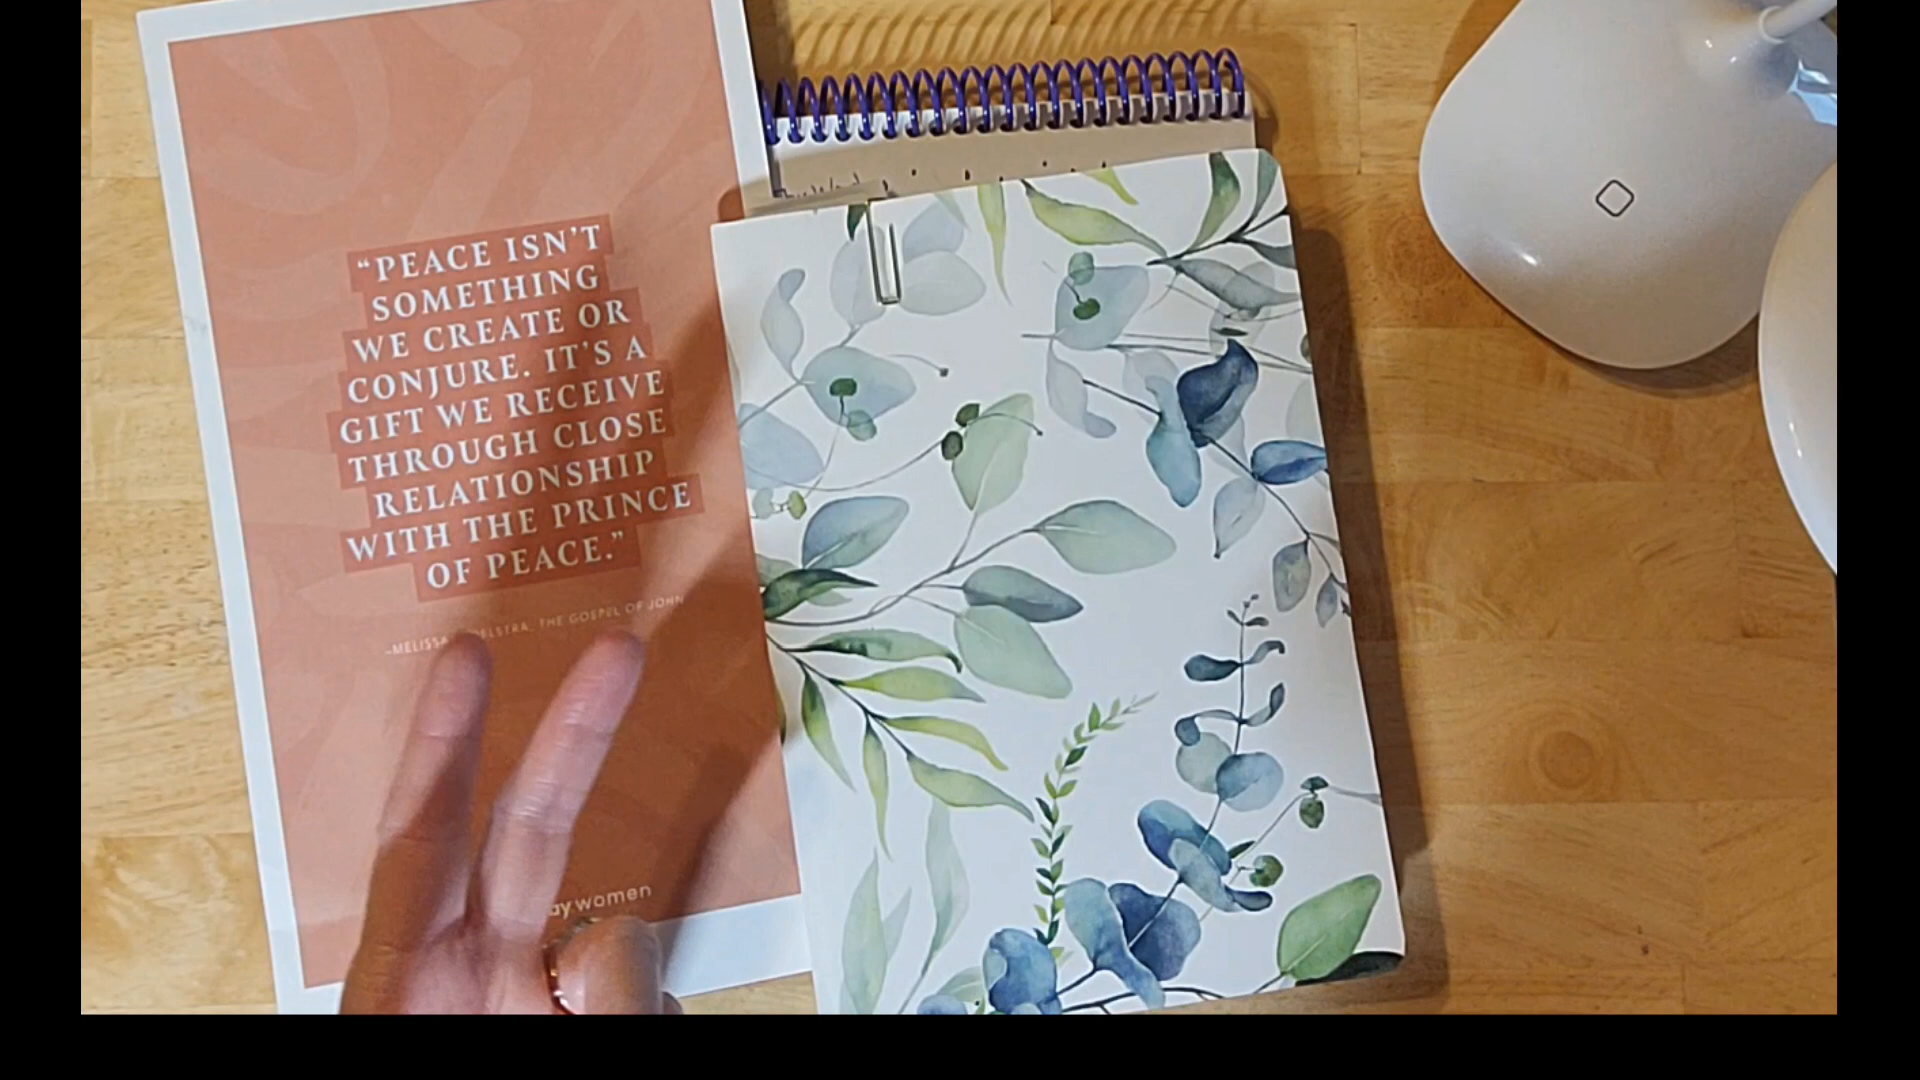 “PEACE ISN’T
SOMETHING
WE CREATE OR
CONJURE. IT’S A
GIFT WE RECEIVE
THROUGH CLOSE
RELATIONSHIP
WITH THE PRINCE
OF PEACE.”
–MELISSA THE GOSPEL OF JOHN
women